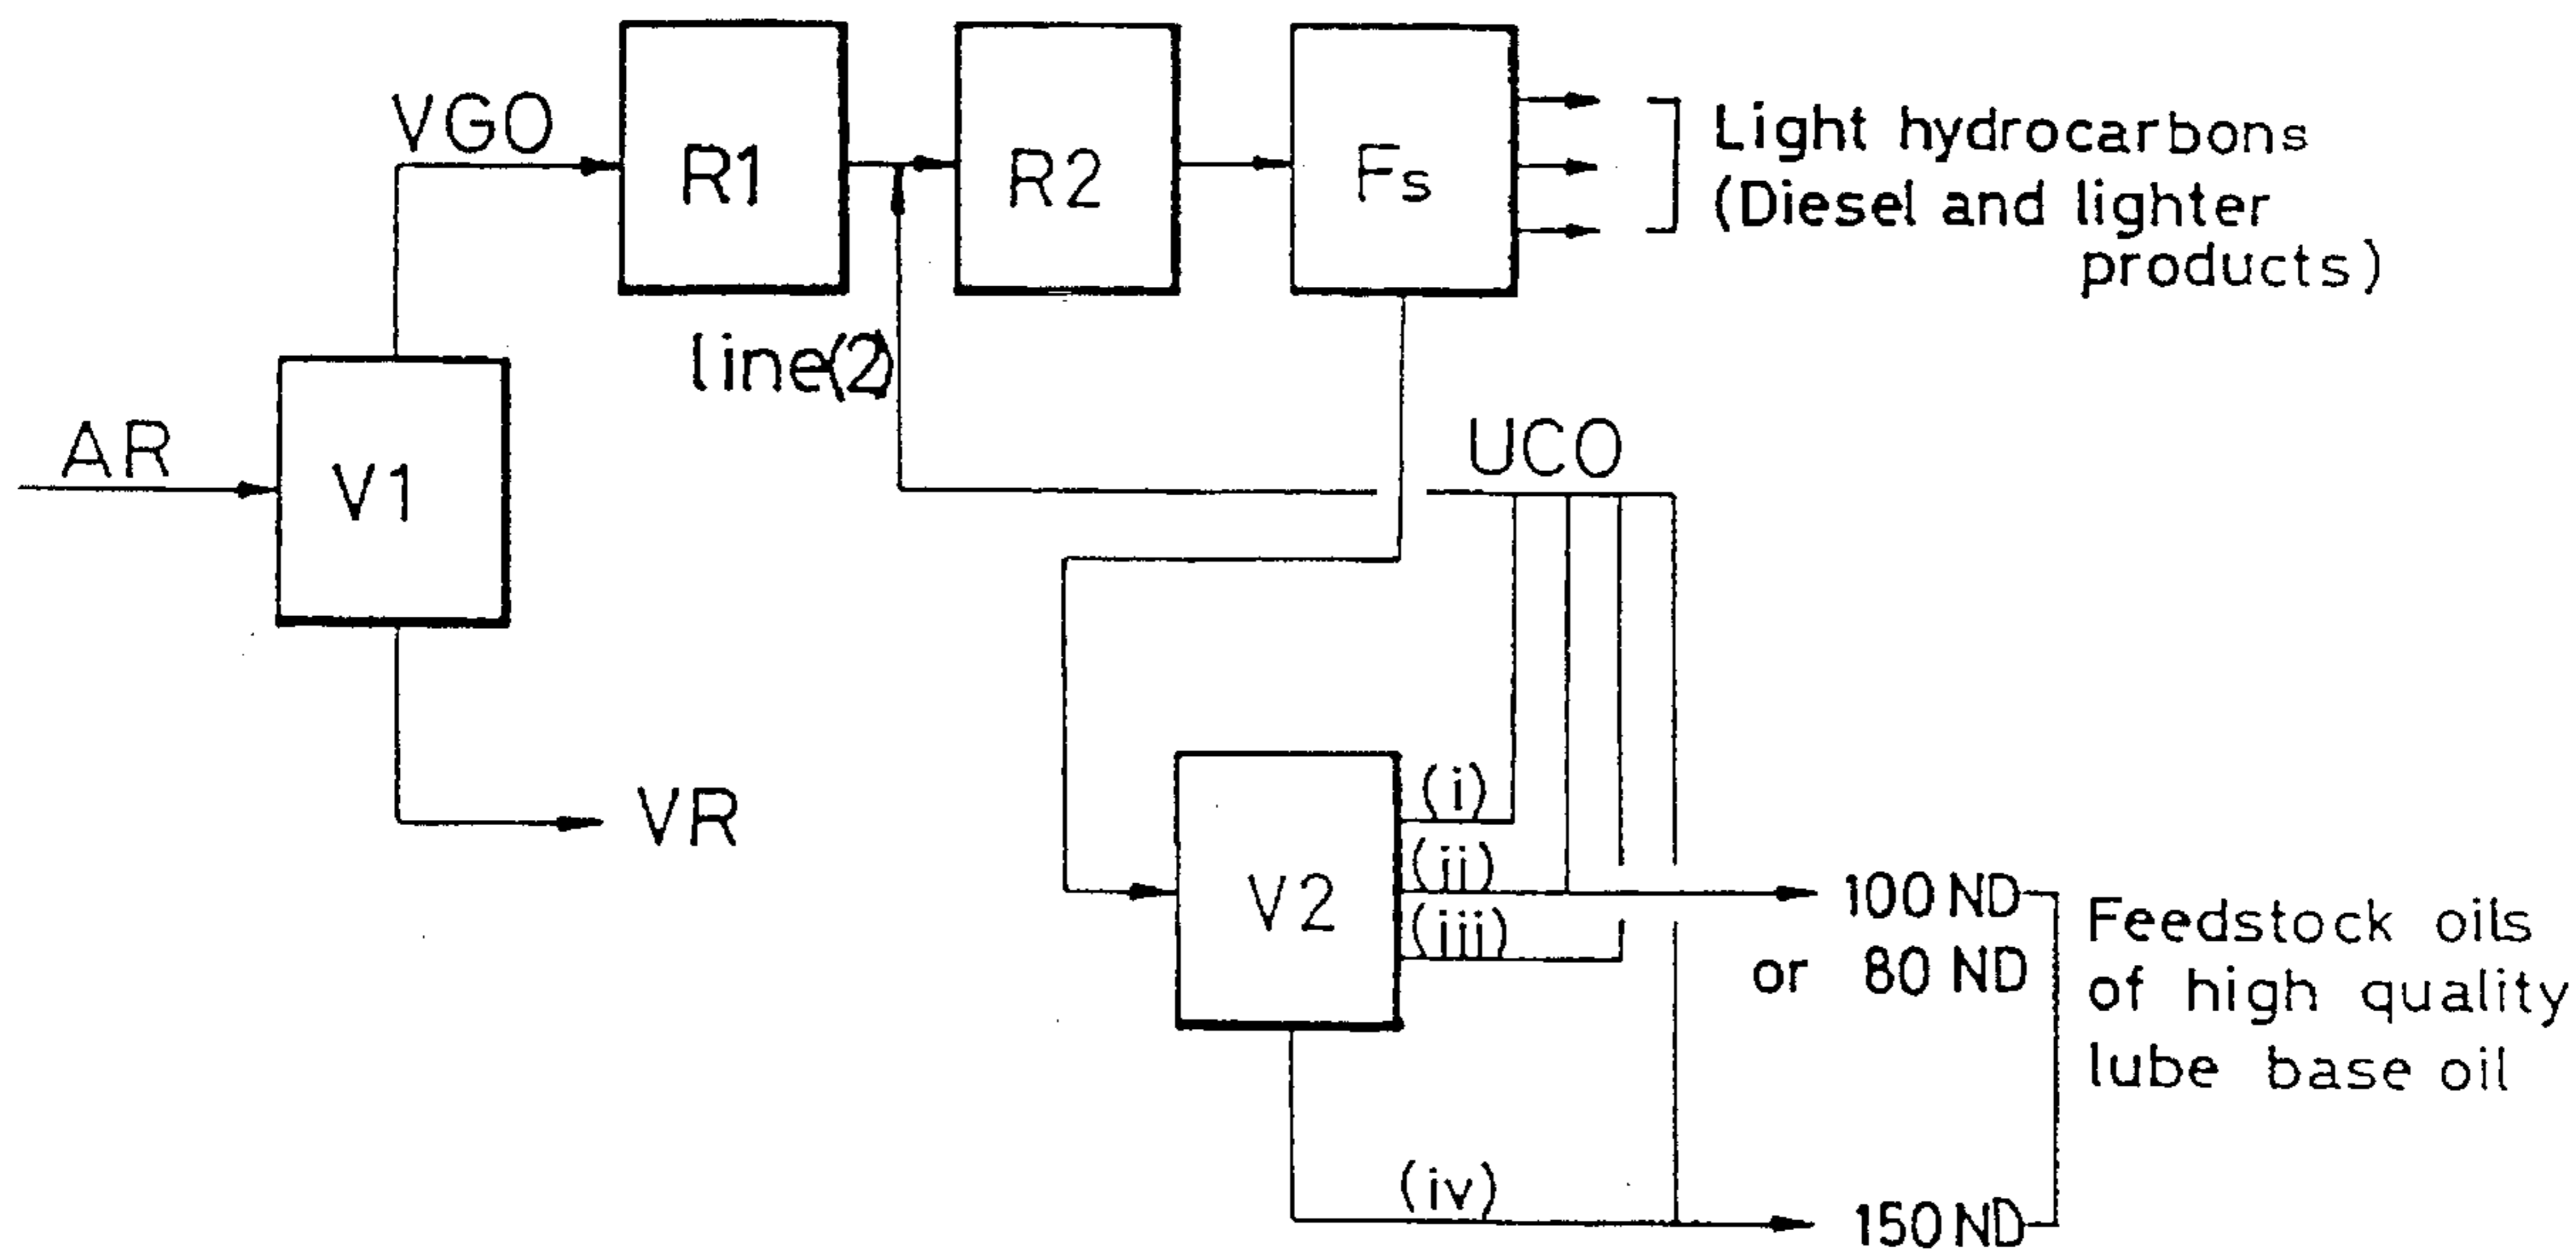 VGO
R1
R2
Fs
Light hydrocarbons
(Diesel and lighter
products)
line(2)
AR
V1
UCO
VR
V2
(i)
(ii)
(iii)
(iv)
100 ND
or 80 ND
150 ND
Feedstock oils
of high quality
lube base oil